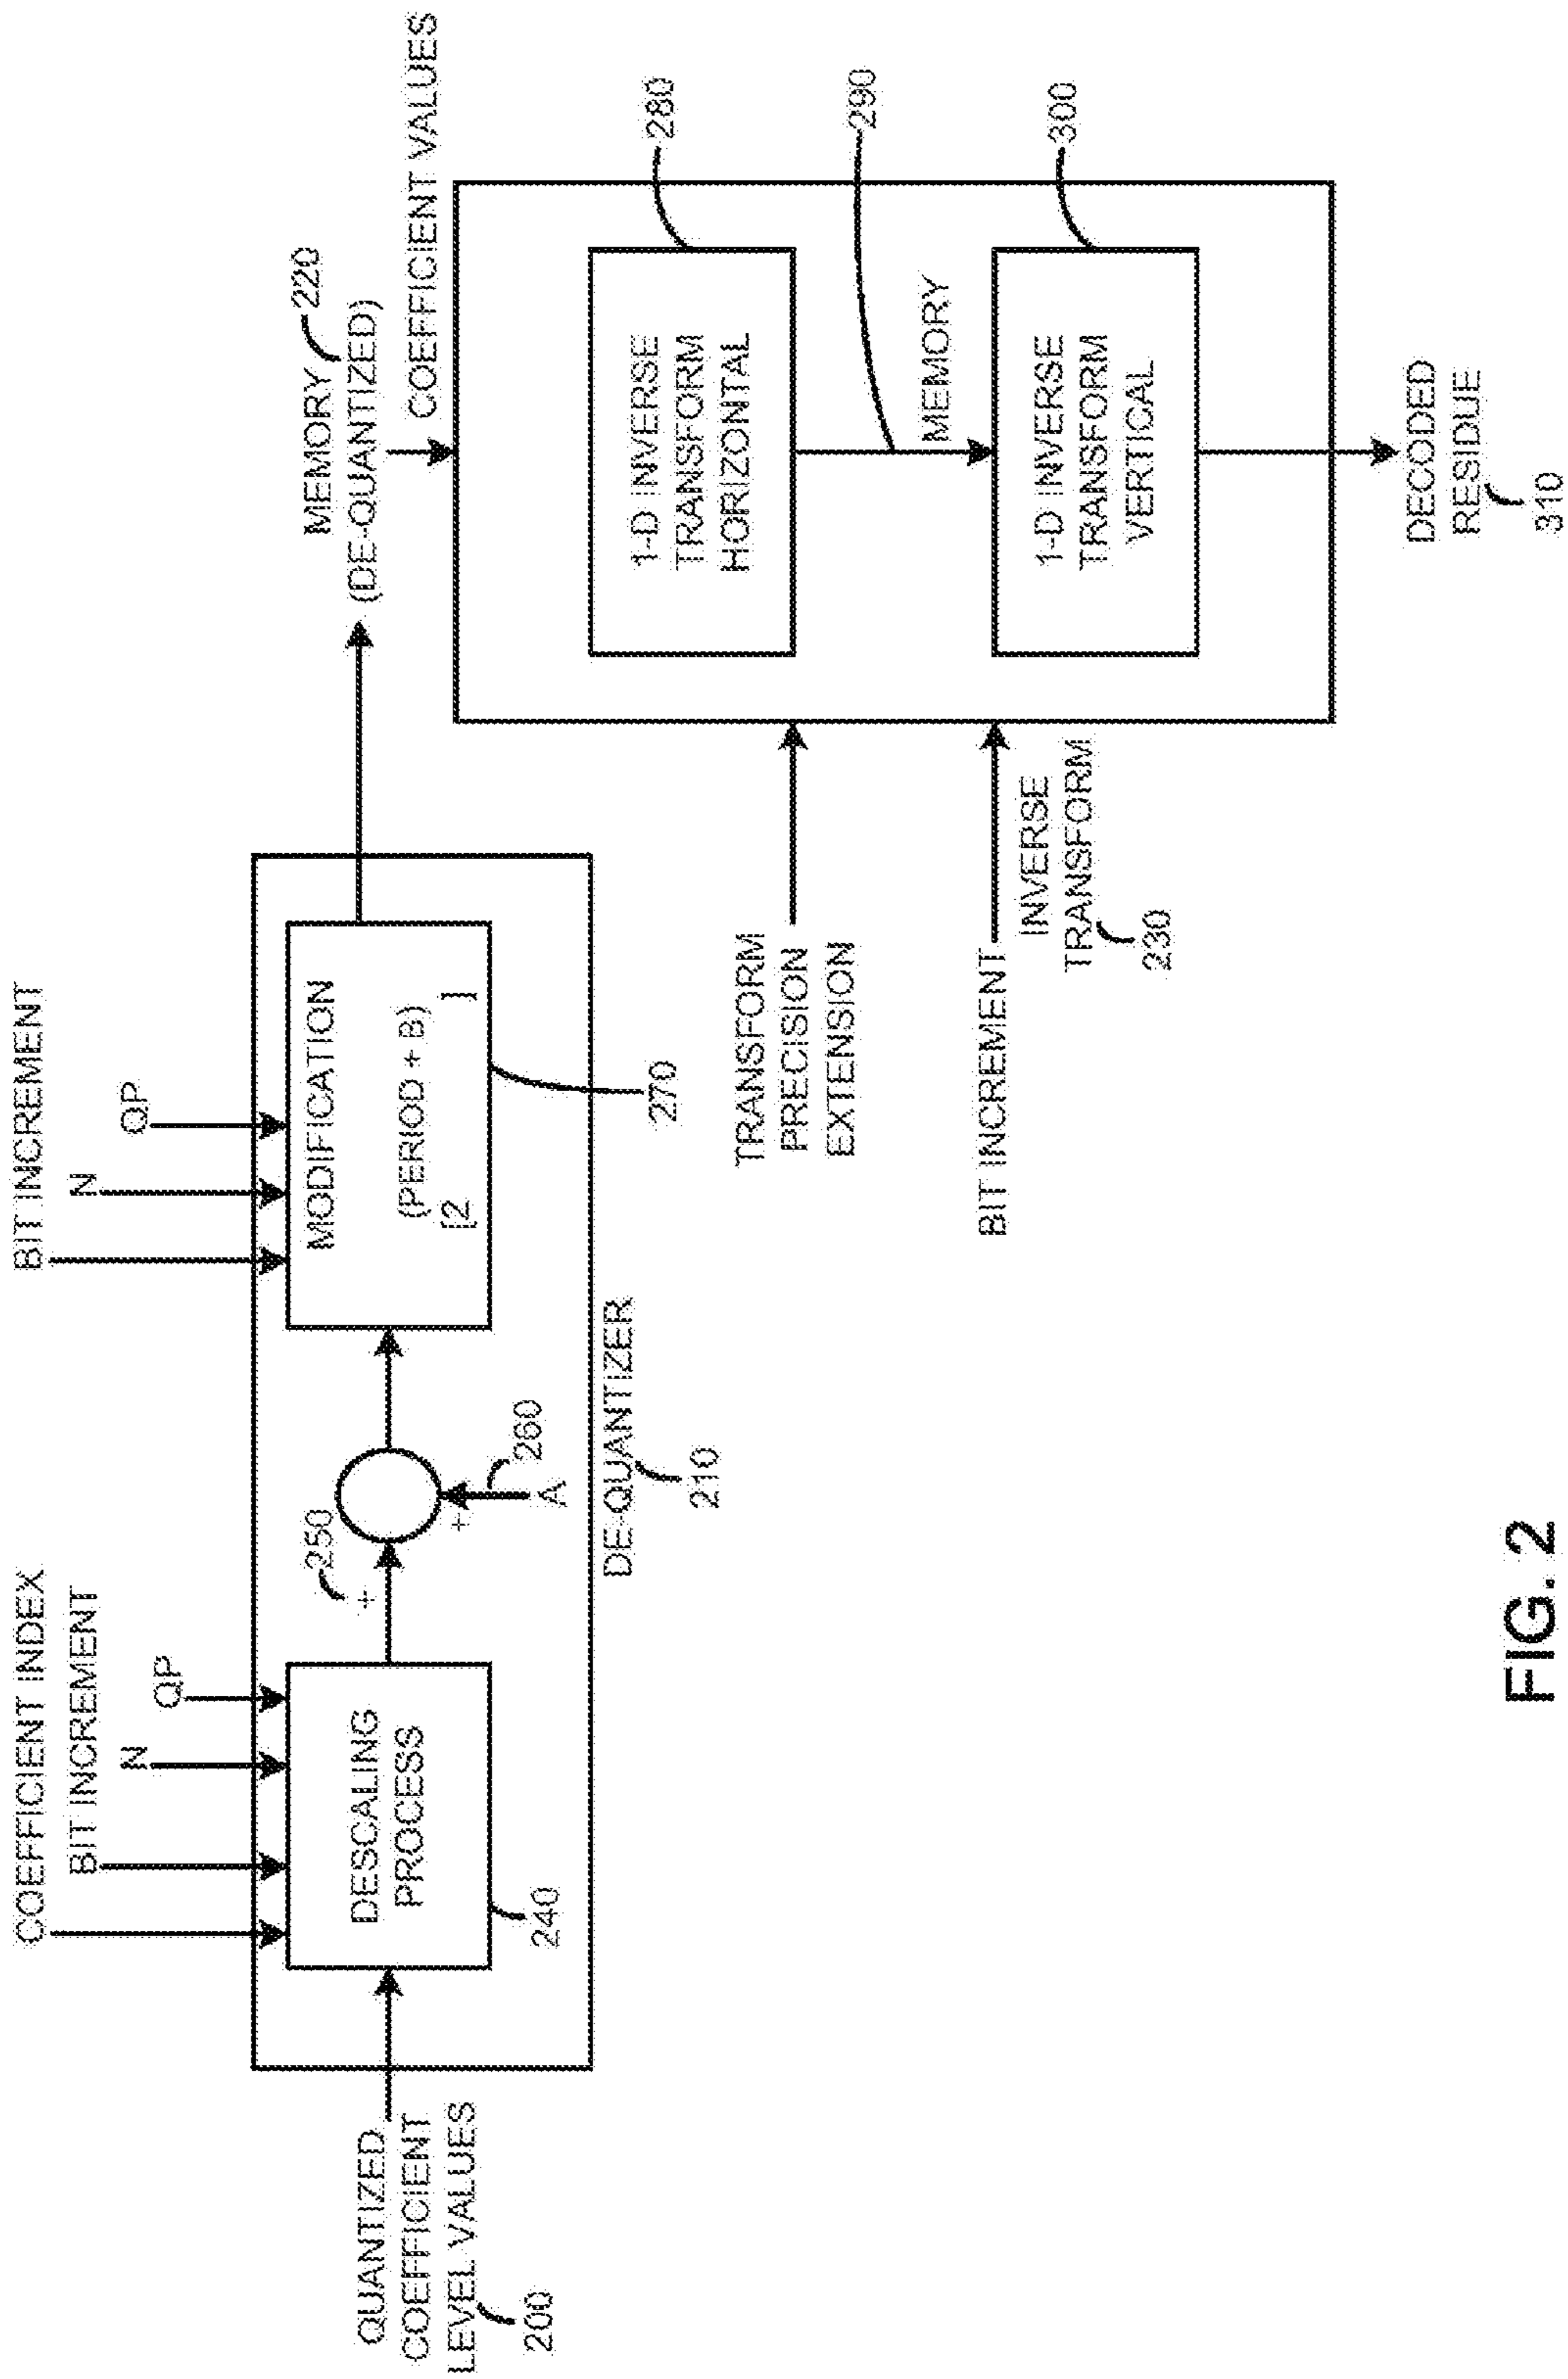 COEFFICIENT INDEX
BIT INCREMENT
N
QP
BIT INCREMENT
N
QP
QUANTIZED
COEFFICIENT
LEVEL VALUES
200
DESCALING
PROCESS
240
+
250
+
260
A
MODIFICATION
(PERIOD + B)
[2 ]
270
DE-QUANTIZER
210
MEMORY
220
(DE-QUANTIZED)
COEFFICIENT VALUES
TRANSFORM
PRECISION
EXTENSION
BIT INCREMENT
INVERSE
TRANSFORM
230
1-D INVERSE
TRANSFORM
HORIZONTAL
280
MEMORY
290
1-D INVERSE
TRANSFORM
VERTICAL
300
DECODED
RESIDUE
310
FIG. 2